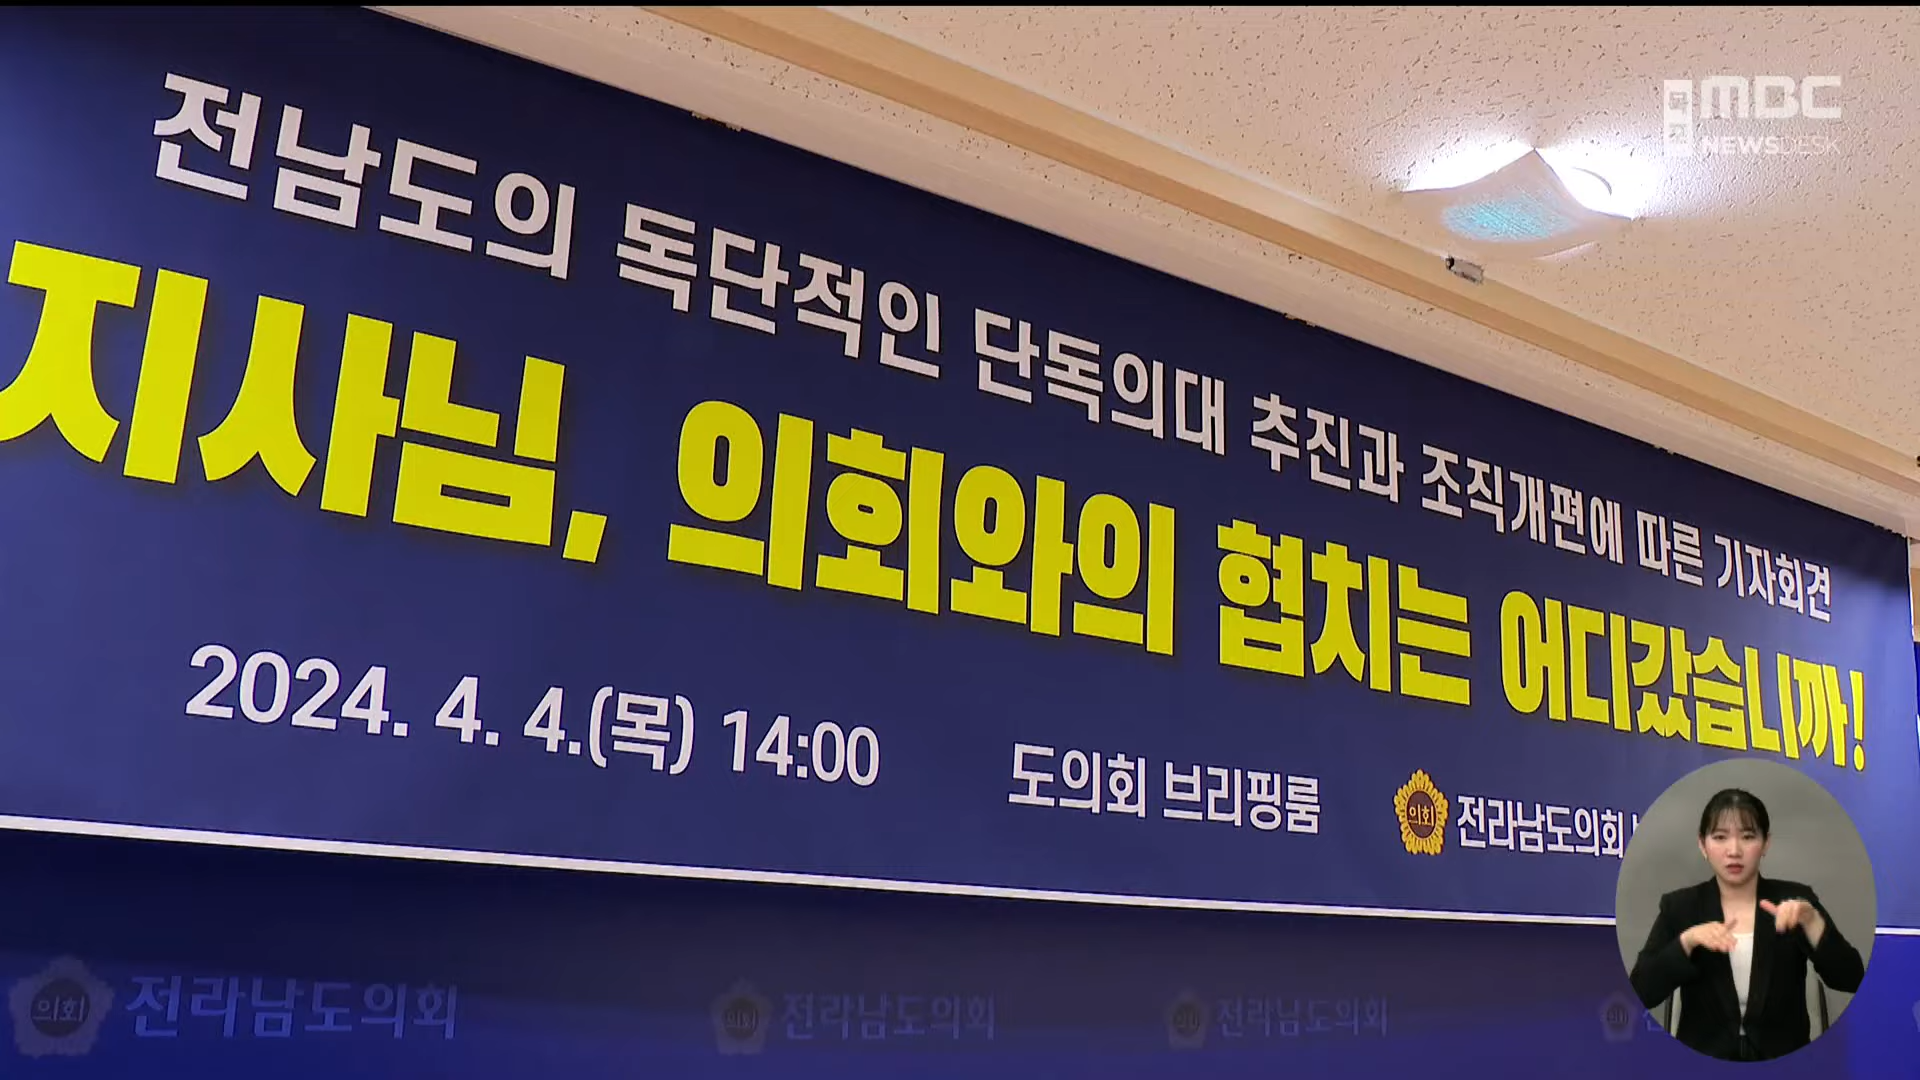 목포 MBC
NEWSDESK
전남도의 독단적인 단독의대 추진과 조직개편에 따른 기자회견
지사님, 의회와의 협치는 어디갔습니까!
2024. 4. 4.(목) 14:00 도의회 브리핑룸 의회 전라남도의회
의회 전라남도의회 의회 전라남도의회 의회 전라남도의회 의회